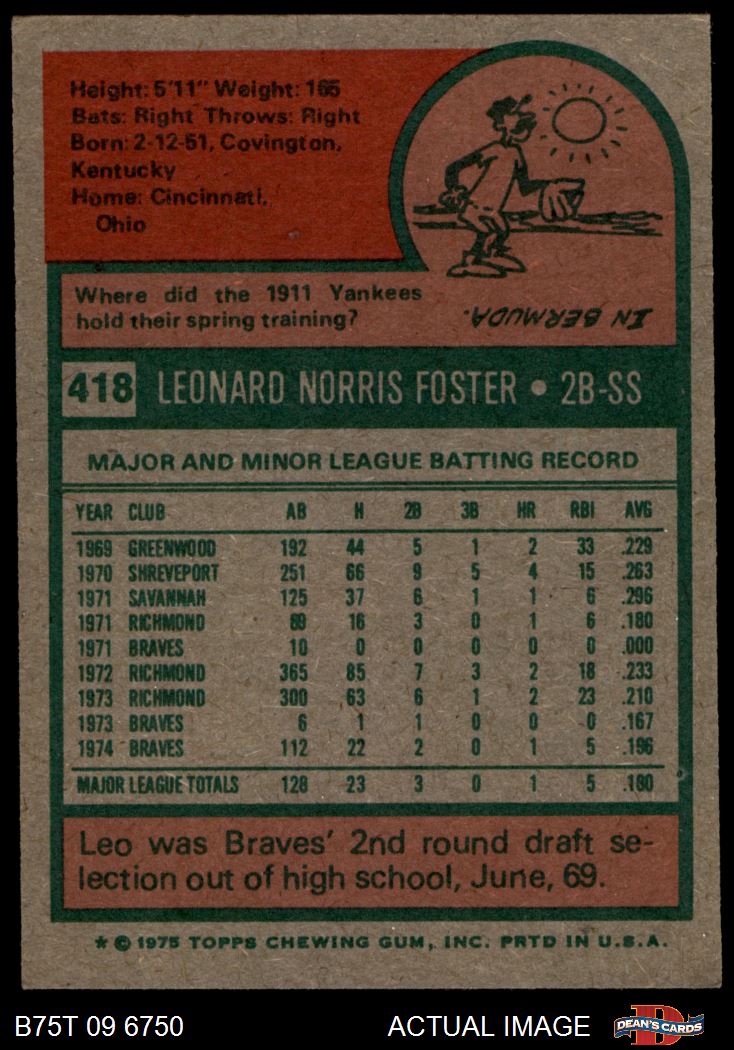 Height: 5'11" Weight: 165
Bats: Right Throws: Right
Born: 2-12-51, Covington,
Kentucky
Home: Cincinnati,
Ohio
Where did the 1911 Yankees
hold their spring training?
IN BERMUDA.
418 LEONARD NORRIS FOSTER • 2B-SS
MAJOR AND MINOR LEAGUE BATTING RECORD
YEAR CLUB AB H 2B 3B HR RBI AVG
1969 GREENWOOD 192 44 5 1 2 33 .229
1970 SHREVEPORT 251 66 9 5 4 15 .263
1971 SAVANNAH 125 37 6 1 1 6 .296
1971 RICHMOND 89 16 3 0 1 6 .180
1971 BRAVES 10 0 0 0 0 0 .000
1972 RICHMOND 365 85 7 3 2 18 .233
1973 RICHMOND 300 63 6 1 2 23 .210
1973 BRAVES 6 1 1 0 0 0 .167
1974 BRAVES 112 22 2 0 1 5 .196
MAJOR LEAGUE TOTALS 128 23 3 0 1 5 .180
Leo was Braves' 2nd round draft se-
lection out of high school, June, 69.
* © 1975 TOPPS CHEWING GUM, INC. PRTD IN U.S.A.
B75T 09 6750 ACTUAL IMAGE DEAN'S CARDS